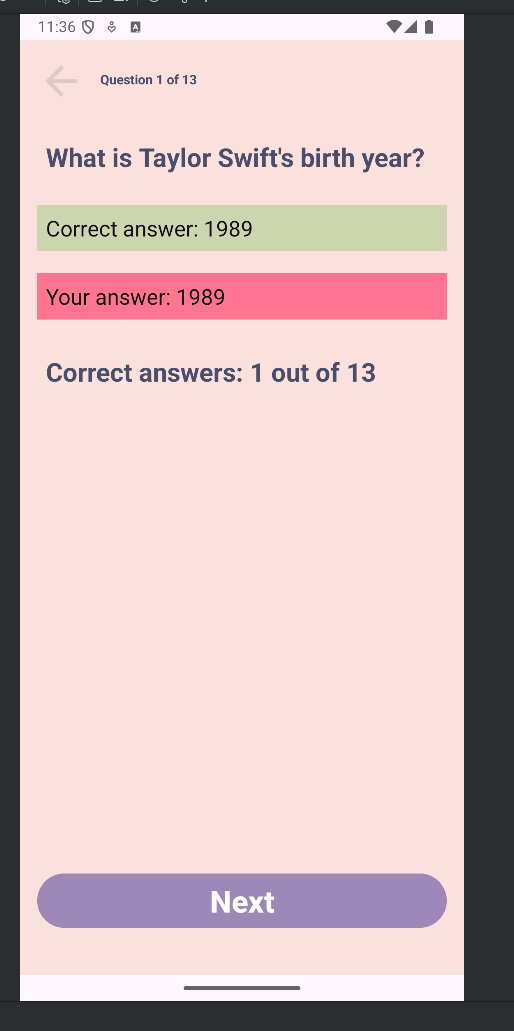 11:36
Question 1 of 13
What is Taylor Swift's birth year?
Correct answer: 1989
Your answer: 1989
Correct answers: 1 out of 13
Next